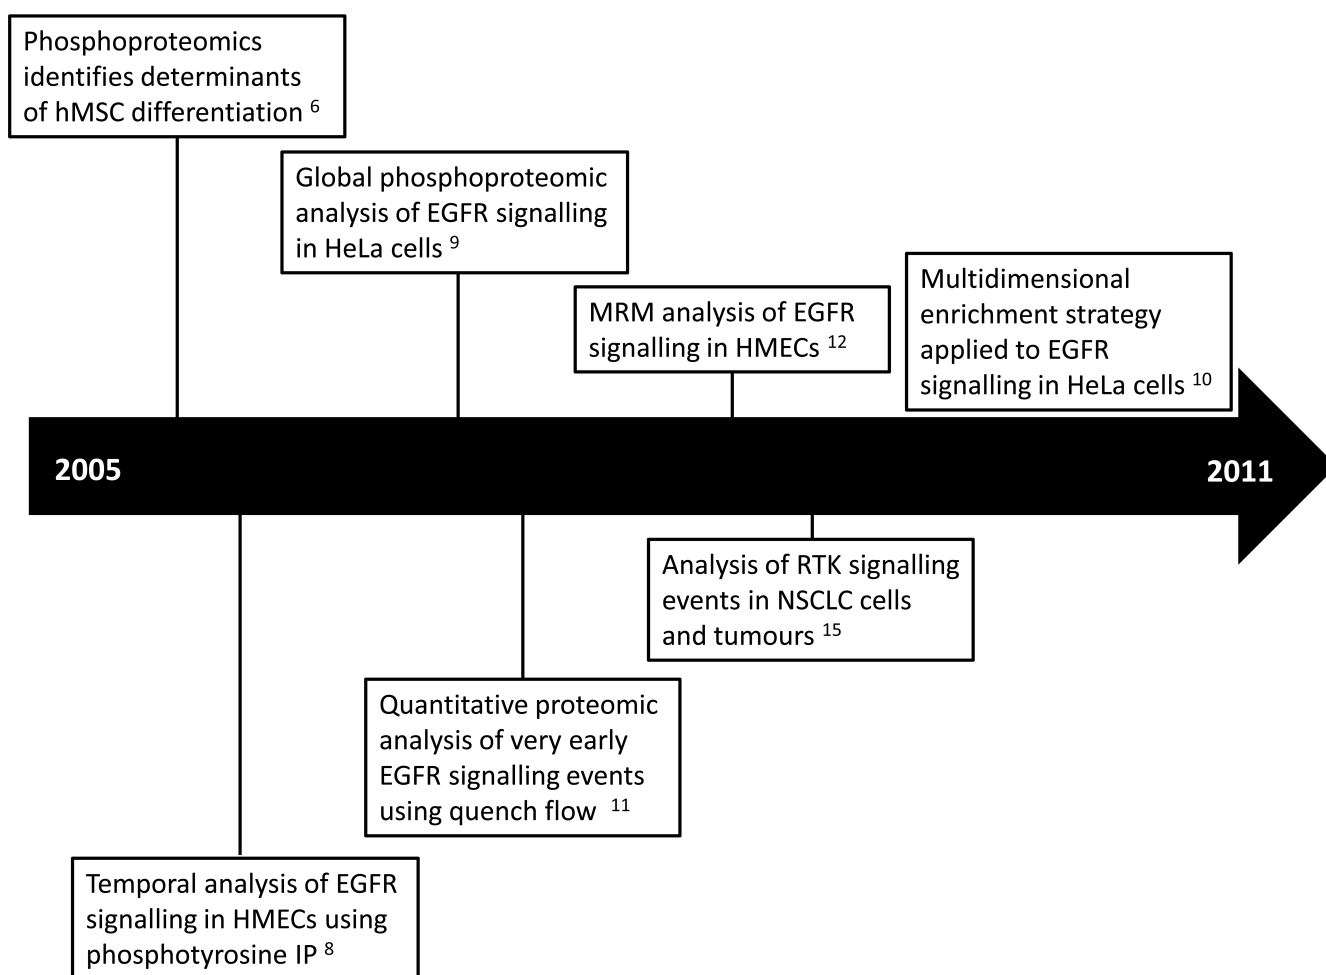 Phosphoproteomics
identifies determinants
of hMSC differentiation 6
Global phosphoproteomic
analysis of EGFR signalling
in HeLa cells 9
MRM analysis of EGFR
signalling in HMECs 12
Multidimensional
enrichment strategy
applied to EGFR
signalling in HeLa cells 10
2005
2011
Analysis of RTK signalling
events in NSCLC cells
and tumours 15
Quantitative proteomic
analysis of very early
EGFR signalling events
using quench flow 11
Temporal analysis of EGFR
signalling in HMECs using
phosphotyrosine IP 8